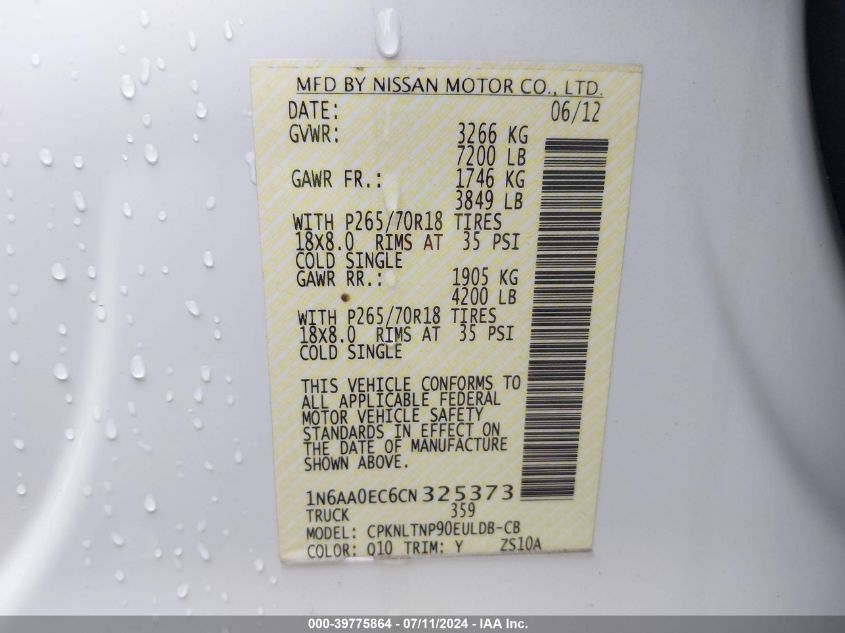 MFD BY NISSAN MOTOR CO., LTD.
DATE: 06/12
GVWR: 3266 KG
7200 LB
GAWR FR.: 1746 KG
3849 LB
WITH P265/70R18 TIRES
18X8.0 RIMS AT 35 PSI
COLD SINGLE
GAWR RR.: 1905 KG
4200 LB
WITH P265/70R18 TIRES
18X8.0 RIMS AT 35 PSI
COLD SINGLE
THIS VEHICLE CONFORMS TO
ALL APPLICABLE FEDERAL
MOTOR VEHICLE SAFETY
STANDARDS IN EFFECT ON
THE DATE OF MANUFACTURE
SHOWN ABOVE.
1N6AA0EC6CN325373
TRUCK 359
MODEL: CPKNLTNP90EULDB-CB
COLOR: Q10 TRIM: Y ZS10A
000-39775864 - 07/11/2024 - IAA Inc.